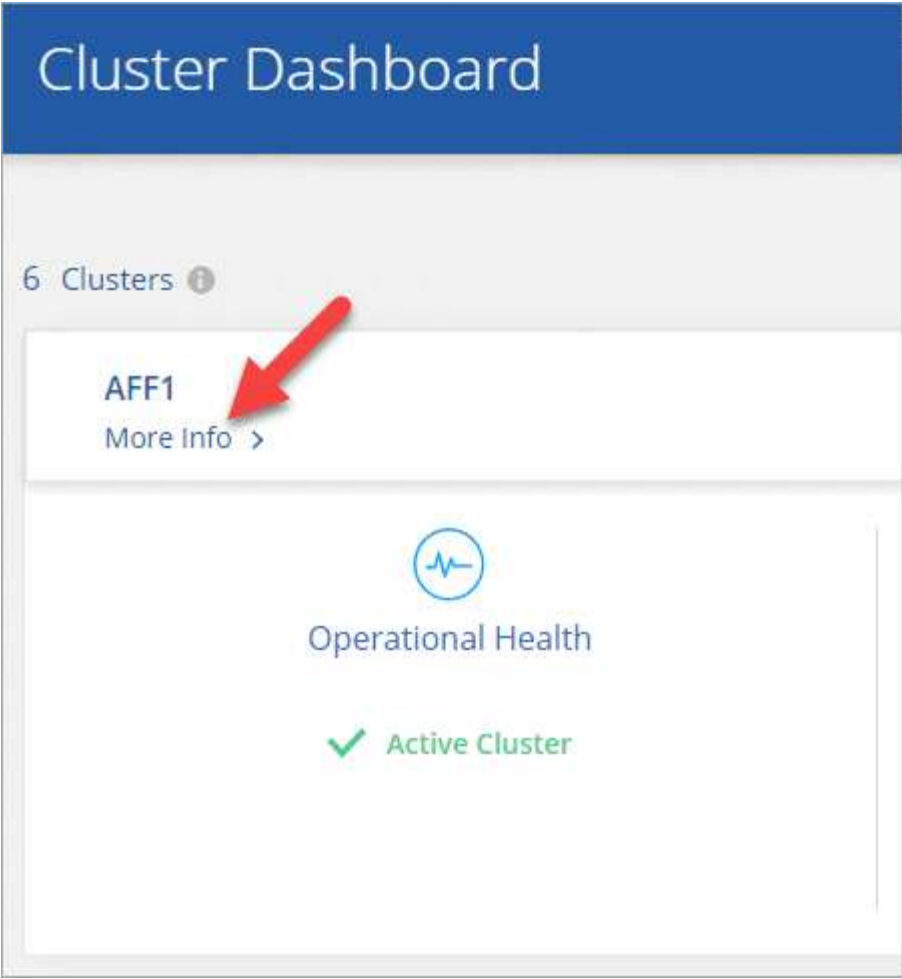 Cluster Dashboard
6 Clusters
AFF1
More Info >
Operational Health
Active Cluster